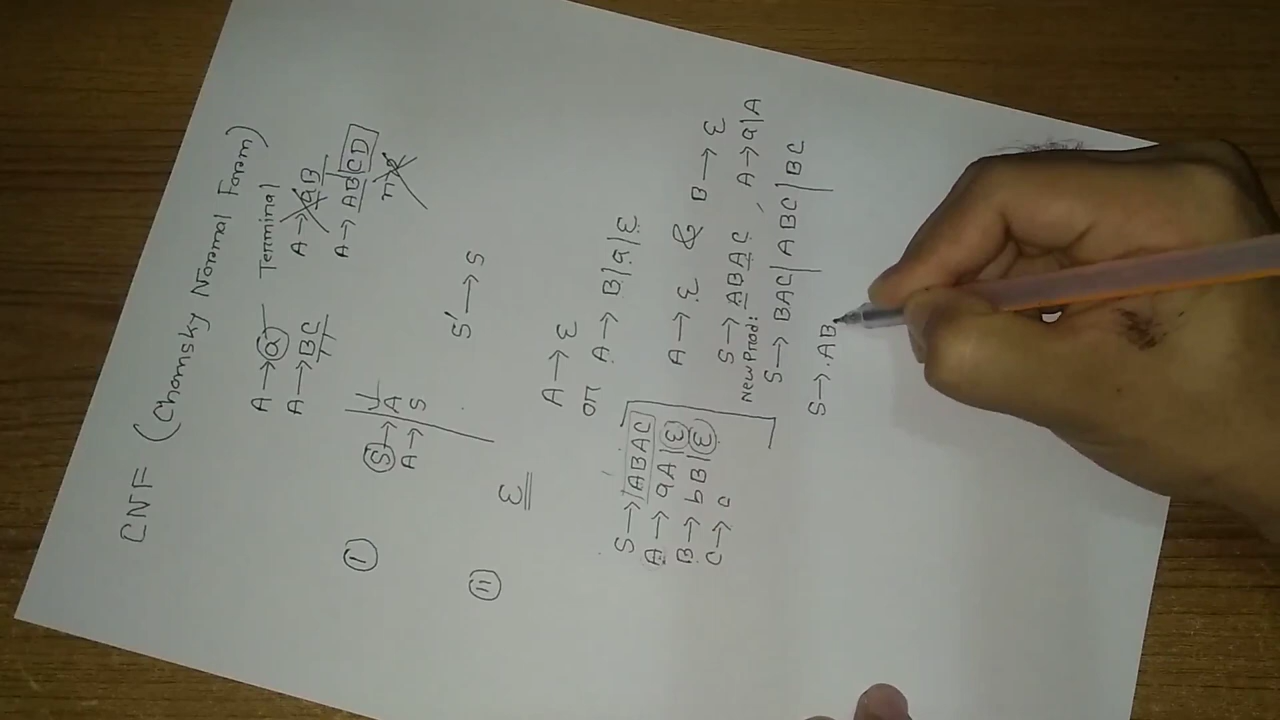 CNF (Chomsky Normal Form)
A→a Terminal
A→BC A→aB
A→ABCD
(i) S→A
A→S
S'→S
(ii) ε A→ε
or A→B|a|ε
S→ABAC
A→aA|ε
B→bB|ε
C→c
A→ε & B→ε
S→ABAC, A→a|A
New Prod:
S→BAC|ABC|BC
S→AB